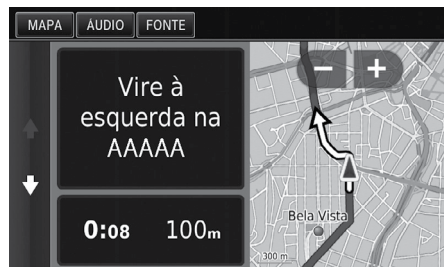 MAPA ÁUDIO FONTE
Vire à
esquerda na
AAAAA
0:08 100m
− +
Bela Vista
300 m